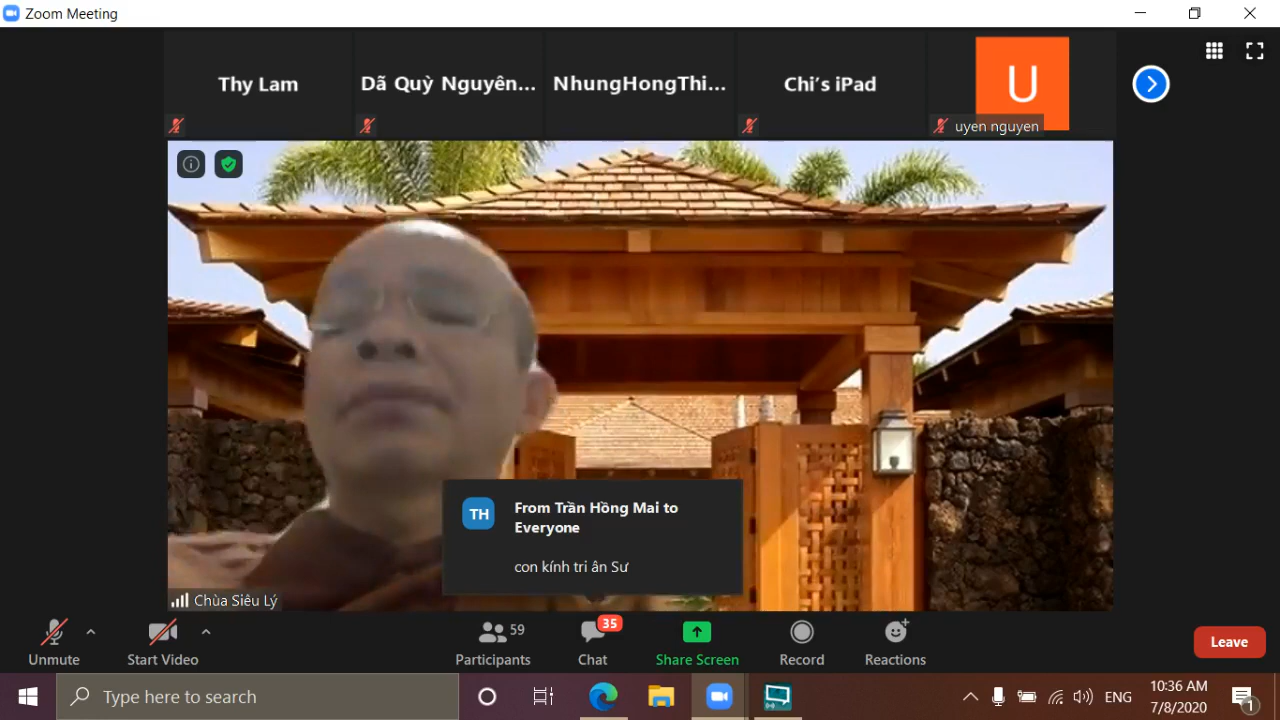 Zoom Meeting
Thy Lam
Dã Quỳ Nguyên...
NhungHongThi...
Chi's iPad
U
uyen nguyen
TH
From Trần Hồng Mai to
Everyone
con kính tri ân Sư
Chùa Siêu Lý
Unmute
Start Video
59
Participants
35
Chat
Share Screen
Record
Reactions
Leave
Type here to search
ENG
10:36 AM
7/8/2020
1